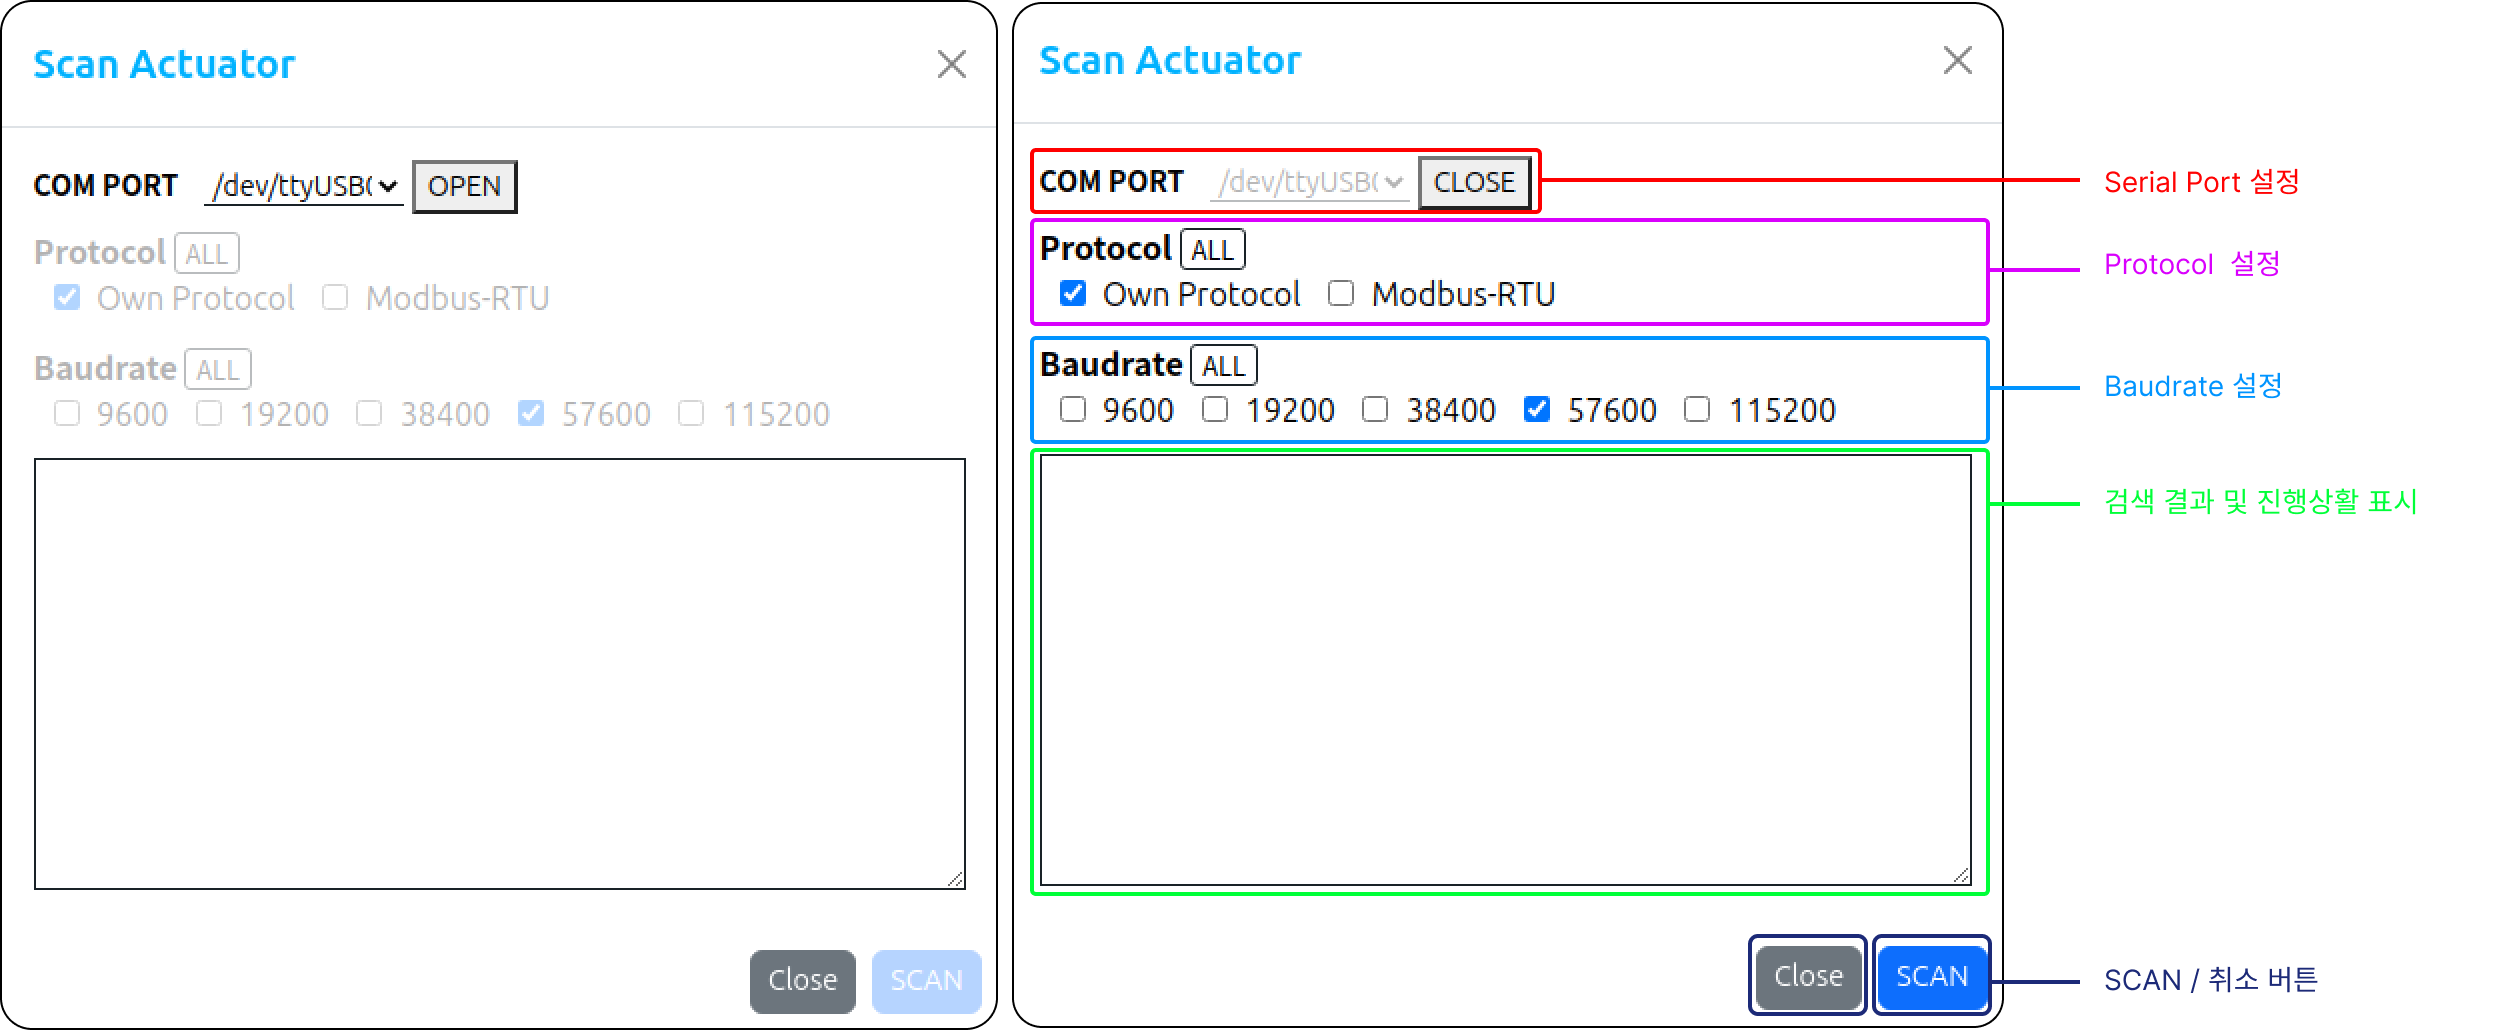 Scan Actuator
COM PORT /dev/ttyUSB0 OPEN
Protocol ALL
Own Protocol Modbus-RTU
Baudrate ALL
9600 19200 38400 57600 115200
Close SCAN
Scan Actuator
COM PORT /dev/ttyUSB0 CLOSE
Protocol ALL
Own Protocol Modbus-RTU
Baudrate ALL
9600 19200 38400 57600 115200
Close SCAN
Serial Port 설정
Protocol 설정
Baudrate 설정
검색 결과 및 진행상활 표시
SCAN / 취소 버튼